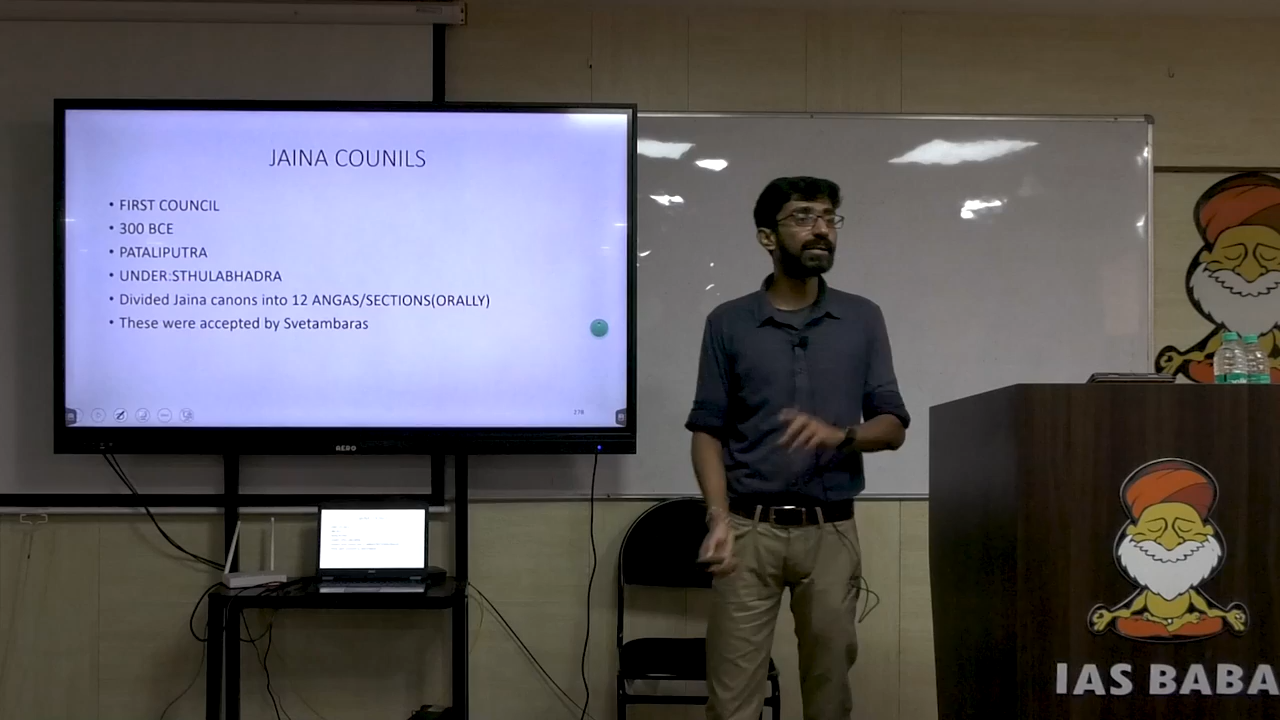 JAINA COUNILS
• FIRST COUNCIL
• 300 BCE
• PATALIPUTRA
• UNDER:STHULABHADRA
• Divided Jaina canons into 12 ANGAS/SECTIONS(ORALLY)
• These were accepted by Svetambaras
278
IAS BABA